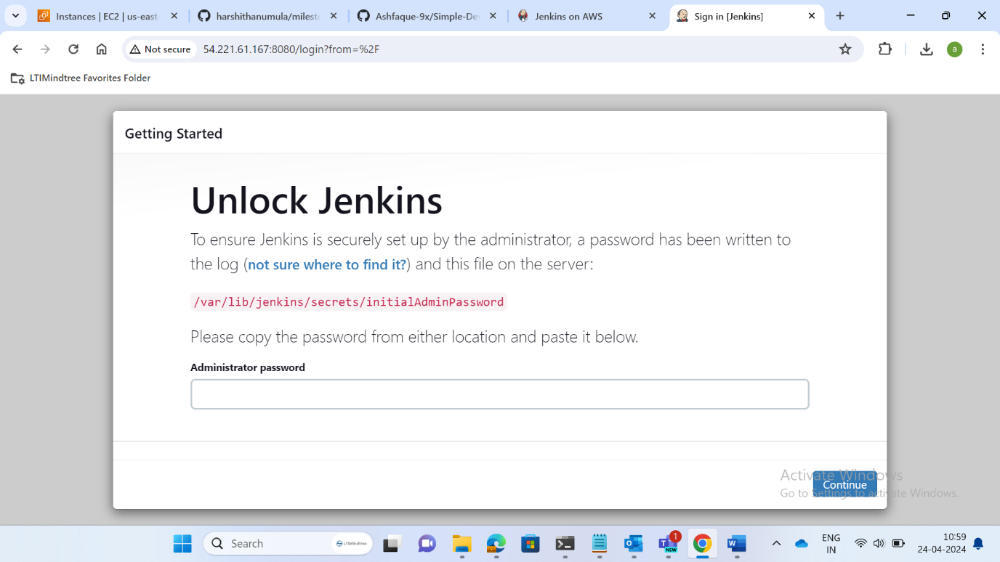 Instances | EC2 | us-east-
harshithanumula/milest
Ashfaque-9x/Simple-De
Jenkins on AWS
Sign in [Jenkins]
Not secure
54.221.61.167:8080/login?from=%2F
a
LTIMindtree Favorites Folder
Getting Started
Unlock Jenkins
To ensure Jenkins is securely set up by the administrator, a password has been written to
the log (not sure where to find it?) and this file on the server:
/var/lib/jenkins/secrets/initialAdminPassword
Please copy the password from either location and paste it below.
Administrator password
Activate Windows
Continue
Go to Settings to activate Windows.
Search
LTIMindtree
1
NEW
ENG
IN
10:59
24-04-2024